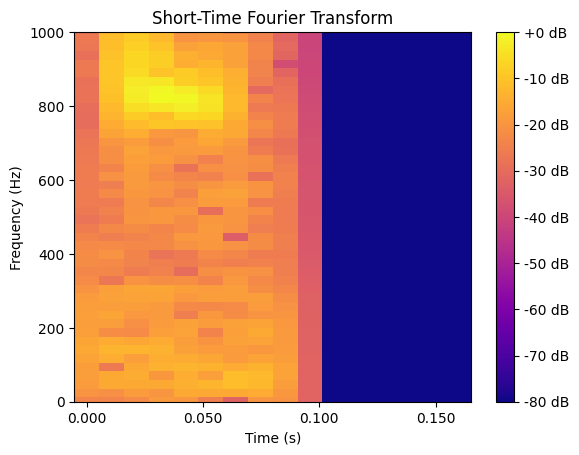 Short-Time Fourier Transform
Frequency (Hz)
1000
800
600
400
200
0
0.000
0.050
0.100
0.150
Time (s)
+0 dB
-10 dB
-20 dB
-30 dB
-40 dB
-50 dB
-60 dB
-70 dB
-80 dB